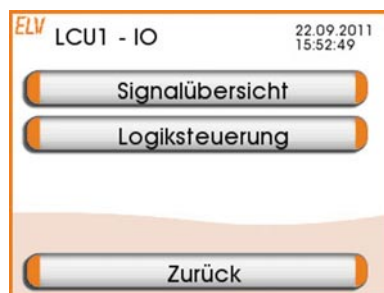 ELV LCU1 - IO
22.09.2011
15:52:49
Signalübersicht
Logiksteuerung
Zurück